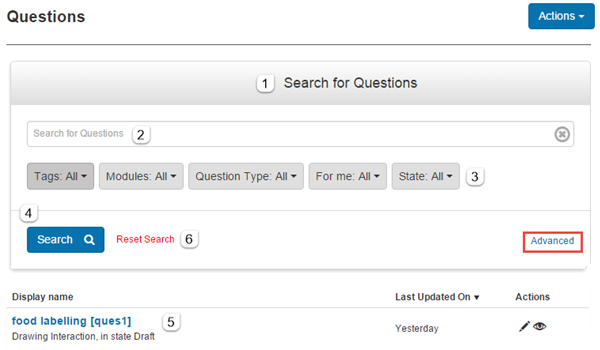 Questions Actions
1 Search for Questions
Search for Questions 2
Tags: All Modules: All Question Type: All For me: All State: All 3
4
Search Reset Search 6 Advanced
Display name Last Updated On Actions
food labelling [ques1] 5
Yesterday
Drawing Interaction, in state Draft